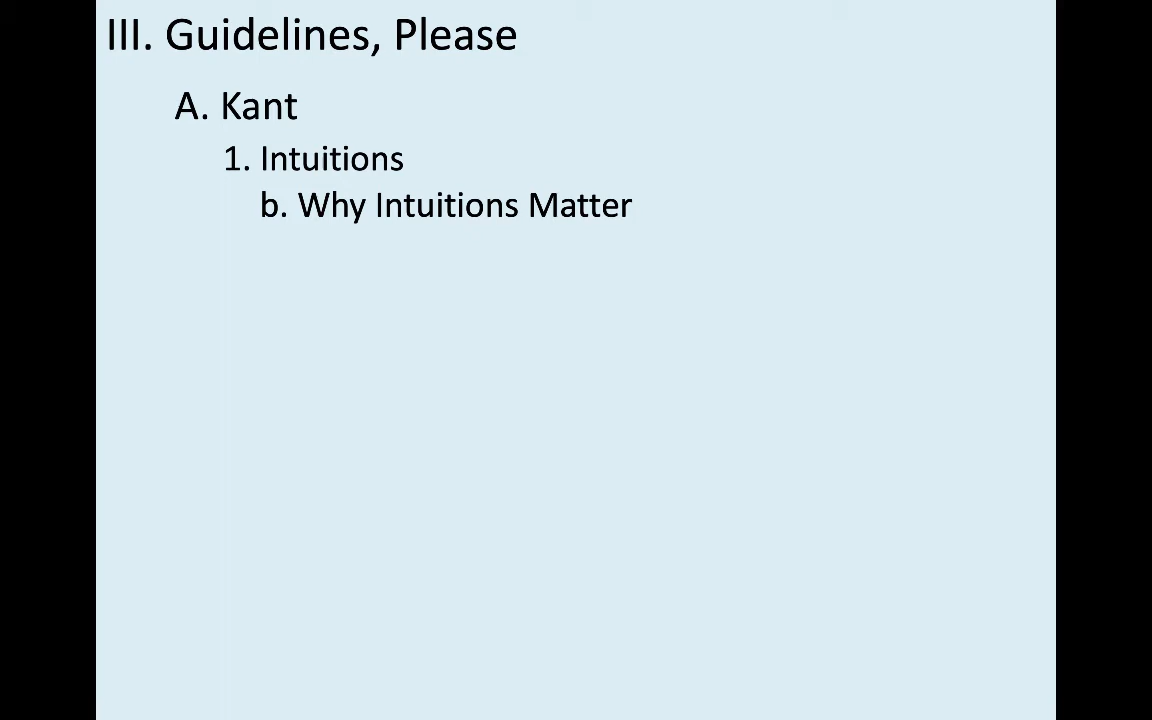 III. Guidelines, Please
A. Kant
1. Intuitions
b. Why Intuitions Matter